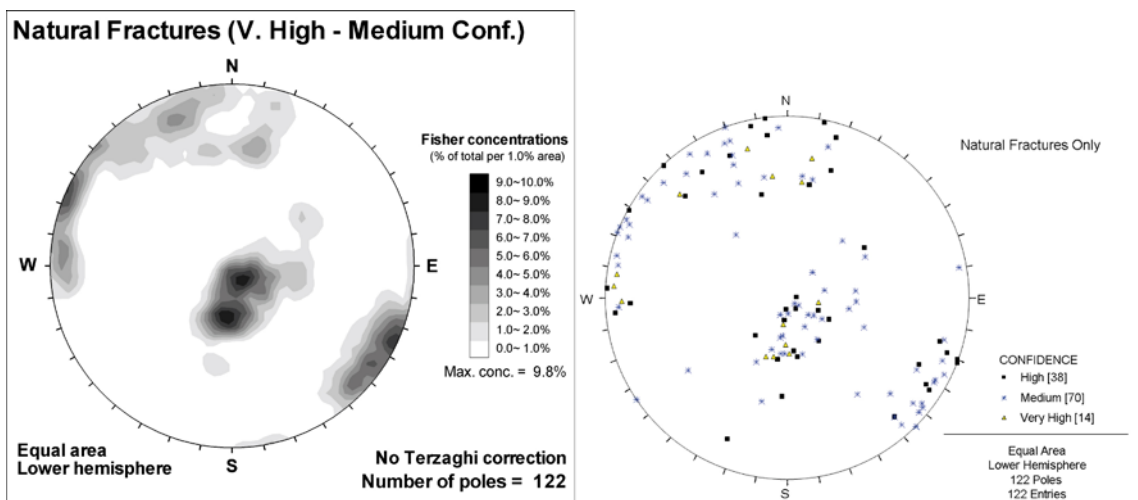 Natural Fractures (V. High - Medium Conf.)
N
Fisher concentrations
(% of total per 1.0% area)
9.0~10.0%
8.0~ 9.0%
7.0~ 8.0%
6.0~ 7.0%
5.0~ 6.0%
4.0~ 5.0%
3.0~ 4.0%
2.0~ 3.0%
1.0~ 2.0%
0.0~ 1.0%
Max. conc. = 9.8%
W
E
S
Equal area
Lower hemisphere
No Terzaghi correction
Number of poles = 122
N
Natural Fractures Only
W
E
S
CONFIDENCE
High [38]
Medium [70]
Very High [14]
Equal Area
Lower Hemisphere
122 Poles
122 Entries